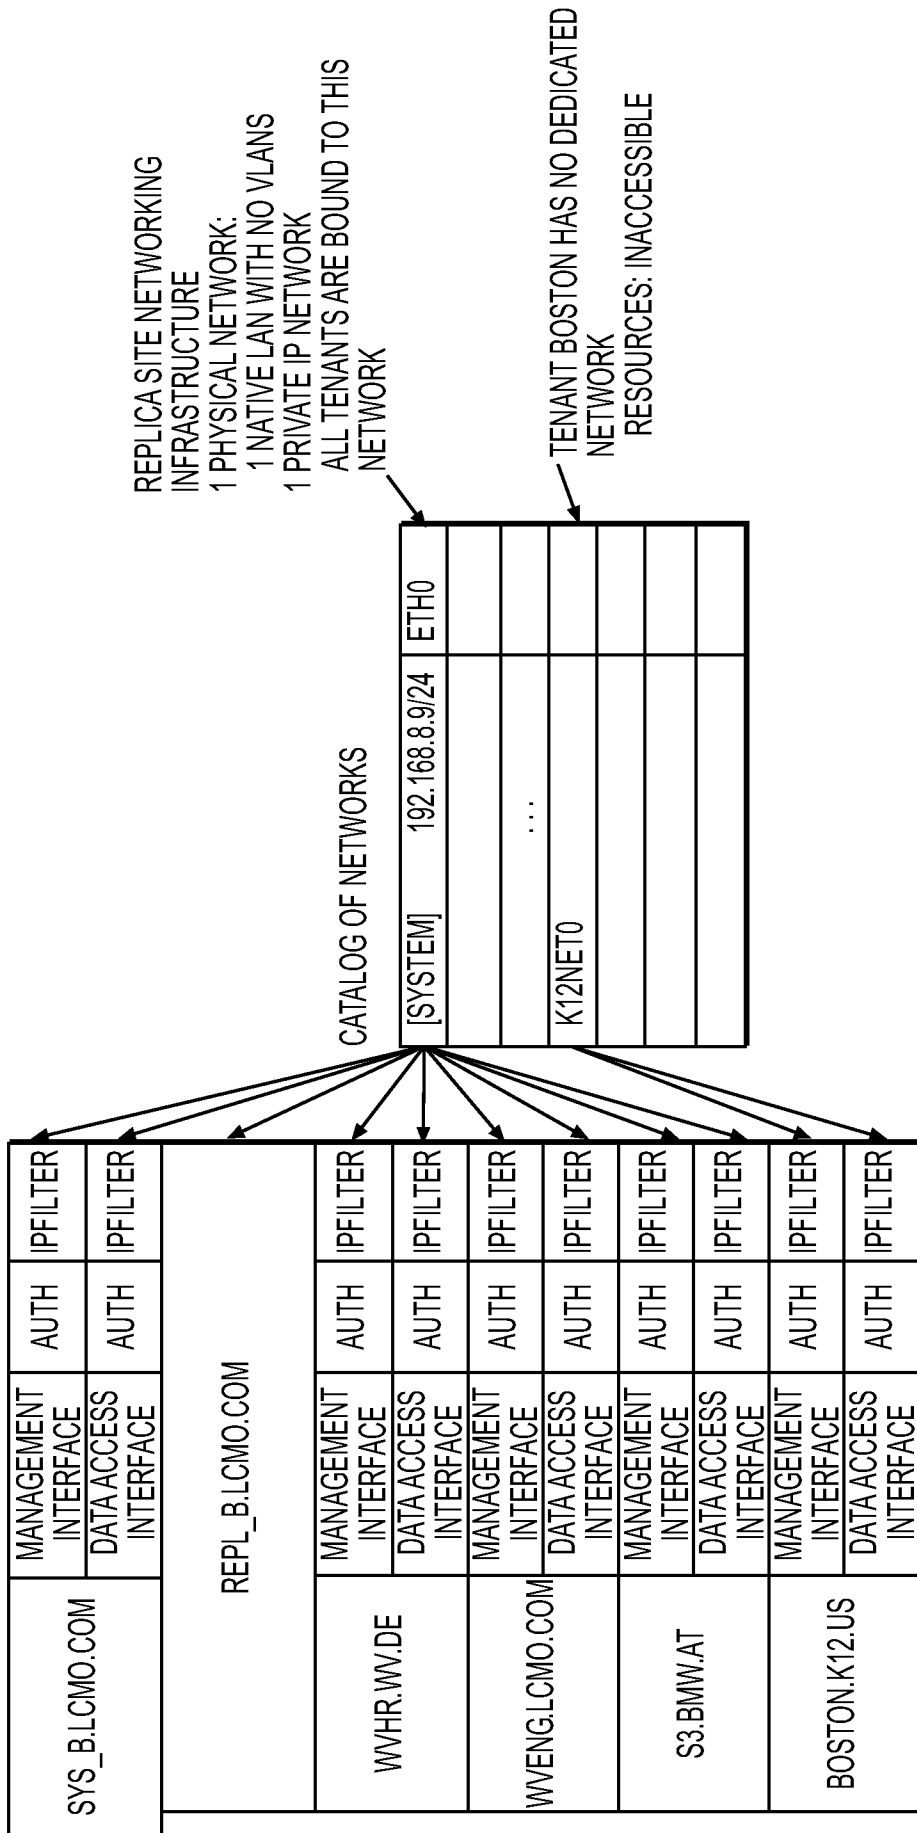 REPLICA SITE NETWORKING
INFRASTRUCTURE
1 PHYSICAL NETWORK:
1 NATIVE LAN WITH NO VLANS
1 PRIVATE IP NETWORK
ALL TENANTS ARE BOUND TO THIS
NETWORK
TENANT BOSTON HAS NO DEDICATED
NETWORK
RESOURCES: INACCESSIBLE
CATALOG OF NETWORKS
[SYSTEM] 192.168.8.9/24 ETH0
...
K12NET0
SYS_B.LCMO.COM
MANAGEMENT
INTERFACE
AUTH
IPFILTER
DATA ACCESS
INTERFACE
AUTH
IPFILTER
REPL_B.LCMO.COM
WVHR.WV.DE
MANAGEMENT
INTERFACE
AUTH
IPFILTER
DATA ACCESS
INTERFACE
AUTH
IPFILTER
WVENG.LCMO.COM
MANAGEMENT
INTERFACE
AUTH
IPFILTER
DATA ACCESS
INTERFACE
AUTH
IPFILTER
S3.BMW.AT
MANAGEMENT
INTERFACE
AUTH
IPFILTER
DATA ACCESS
INTERFACE
AUTH
IPFILTER
BOSTON.K12.US
MANAGEMENT
INTERFACE
AUTH
IPFILTER
DATA ACCESS
INTERFACE
AUTH
IPFILTER